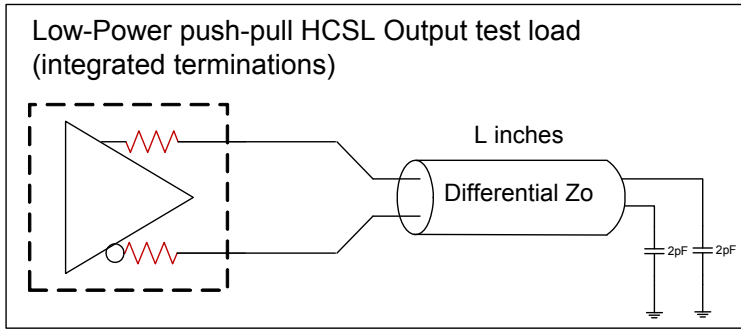 Low-Power push-pull HCSL Output test load
(integrated terminations)
L inches
Differential Zo
2pF
2pF